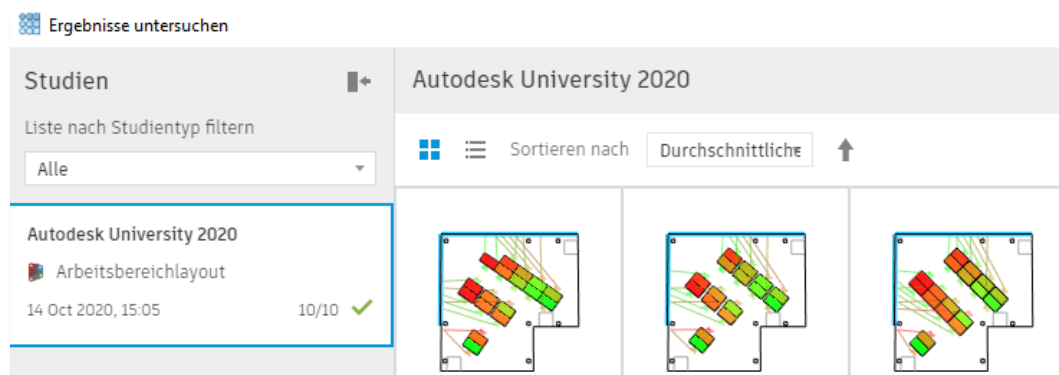 Ergebnisse untersuchen
Studien
Liste nach Studientyp filtern
Alle
Autodesk University 2020
Arbeitsbereichlayout
14 Oct 2020, 15:05 10/10
Autodesk University 2020
Sortieren nach Durchschnittliche